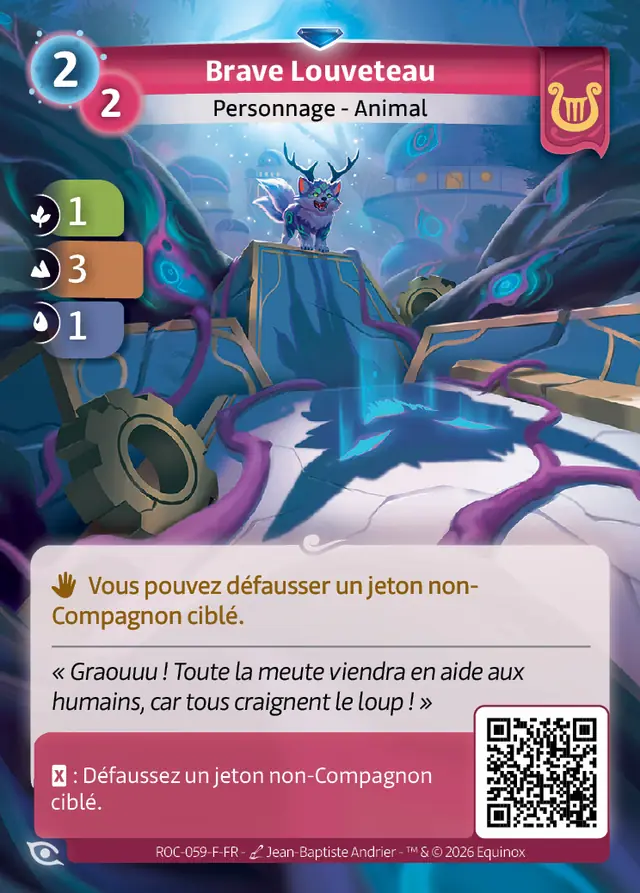 2
2
Brave Louveteau
Personnage - Animal
1
3
1
Vous pouvez défausser un jeton non-
Compagnon ciblé.
« Graouuu ! Toute la meute viendra en aide aux
humains, car tous craignent le loup ! »
X : Défaussez un jeton non-Compagnon
ciblé.
ROC-059-F-FR - Jean-Baptiste Andrier - ™ & © 2026 Equinox